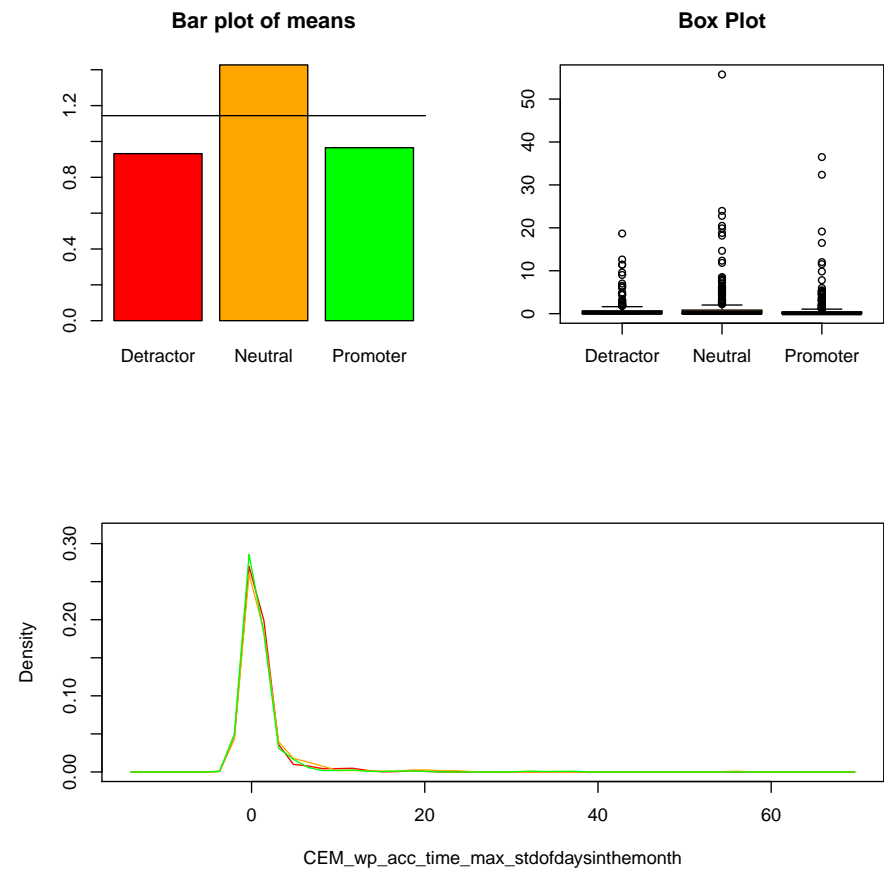 Bar plot of means
1.2
0.8
0.4
0.0
Detractor Neutral Promoter
Box Plot
50
40
30
20
10
0
Detractor Neutral Promoter
Density
0.30
0.20
0.10
0.00
0 20 40 60
CEM_wp_acc_time_max_stdofdaysinthemonth